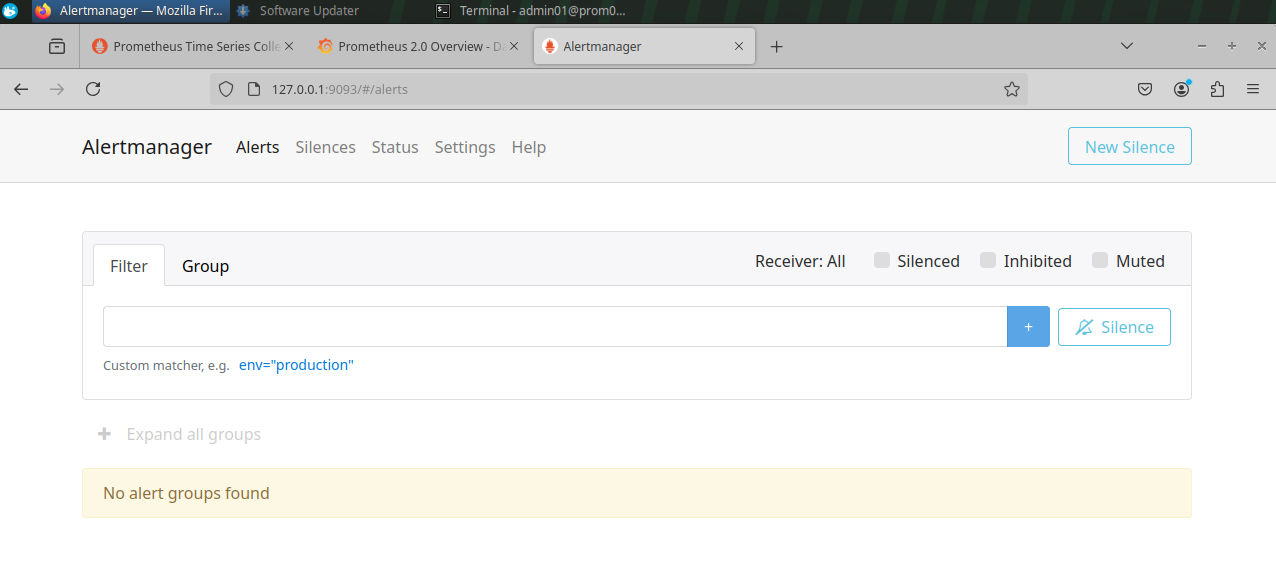 Alertmanager — Mozilla Fir... Software Updater Terminal - admin01@prom0...
Prometheus Time Series Colle Prometheus 2.0 Overview - Da Alertmanager
127.0.0.1:9093/#/alerts
Alertmanager Alerts Silences Status Settings Help New Silence
Filter Group Receiver: All Silenced Inhibited Muted
+ Silence
Custom matcher, e.g. env="production"
+ Expand all groups
No alert groups found